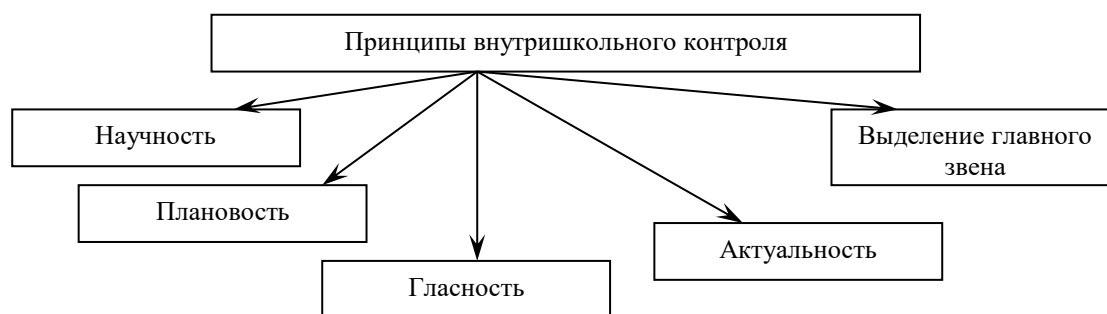 Принципы внутришкольного контроля
Научность
Выделение главного
звена
Плановость
Актуальность
Гласность